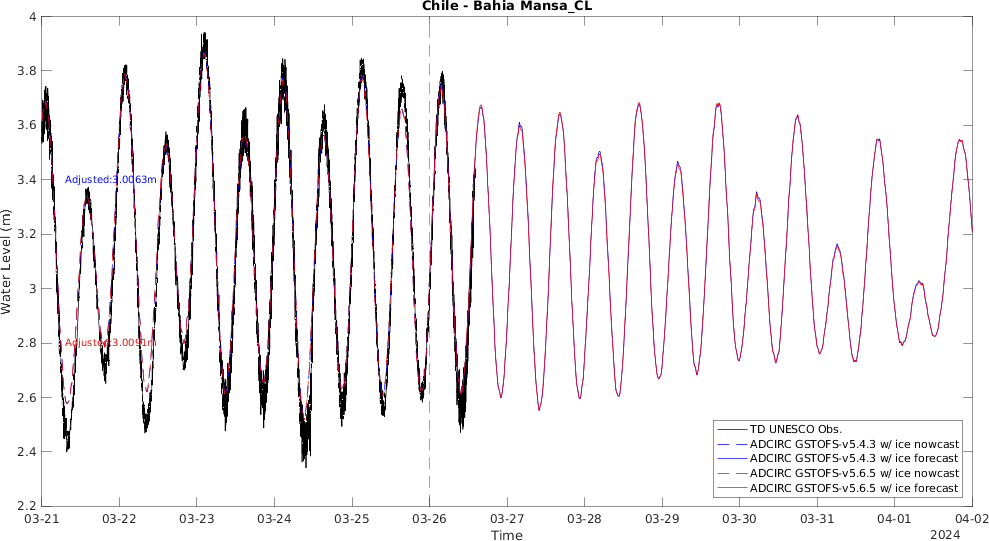 Chile - Bahia Mansa_CL
4
3.8
3.6
3.4
3.2
3
2.8
2.6
2.4
2.2
Water Level (m)
Adjusted:3.0063m
Adjusted:3.0091m
TD UNESCO Obs.
ADCIRC GSTOFS-v5.4.3 w/ ice nowcast
ADCIRC GSTOFS-v5.4.3 w/ ice forecast
ADCIRC GSTOFS-v5.6.5 w/ ice nowcast
ADCIRC GSTOFS-v5.6.5 w/ ice forecast
03-21 03-22 03-23 03-24 03-25 03-26 03-27 03-28 03-29 03-30 03-31 04-01 04-02
Time
2024